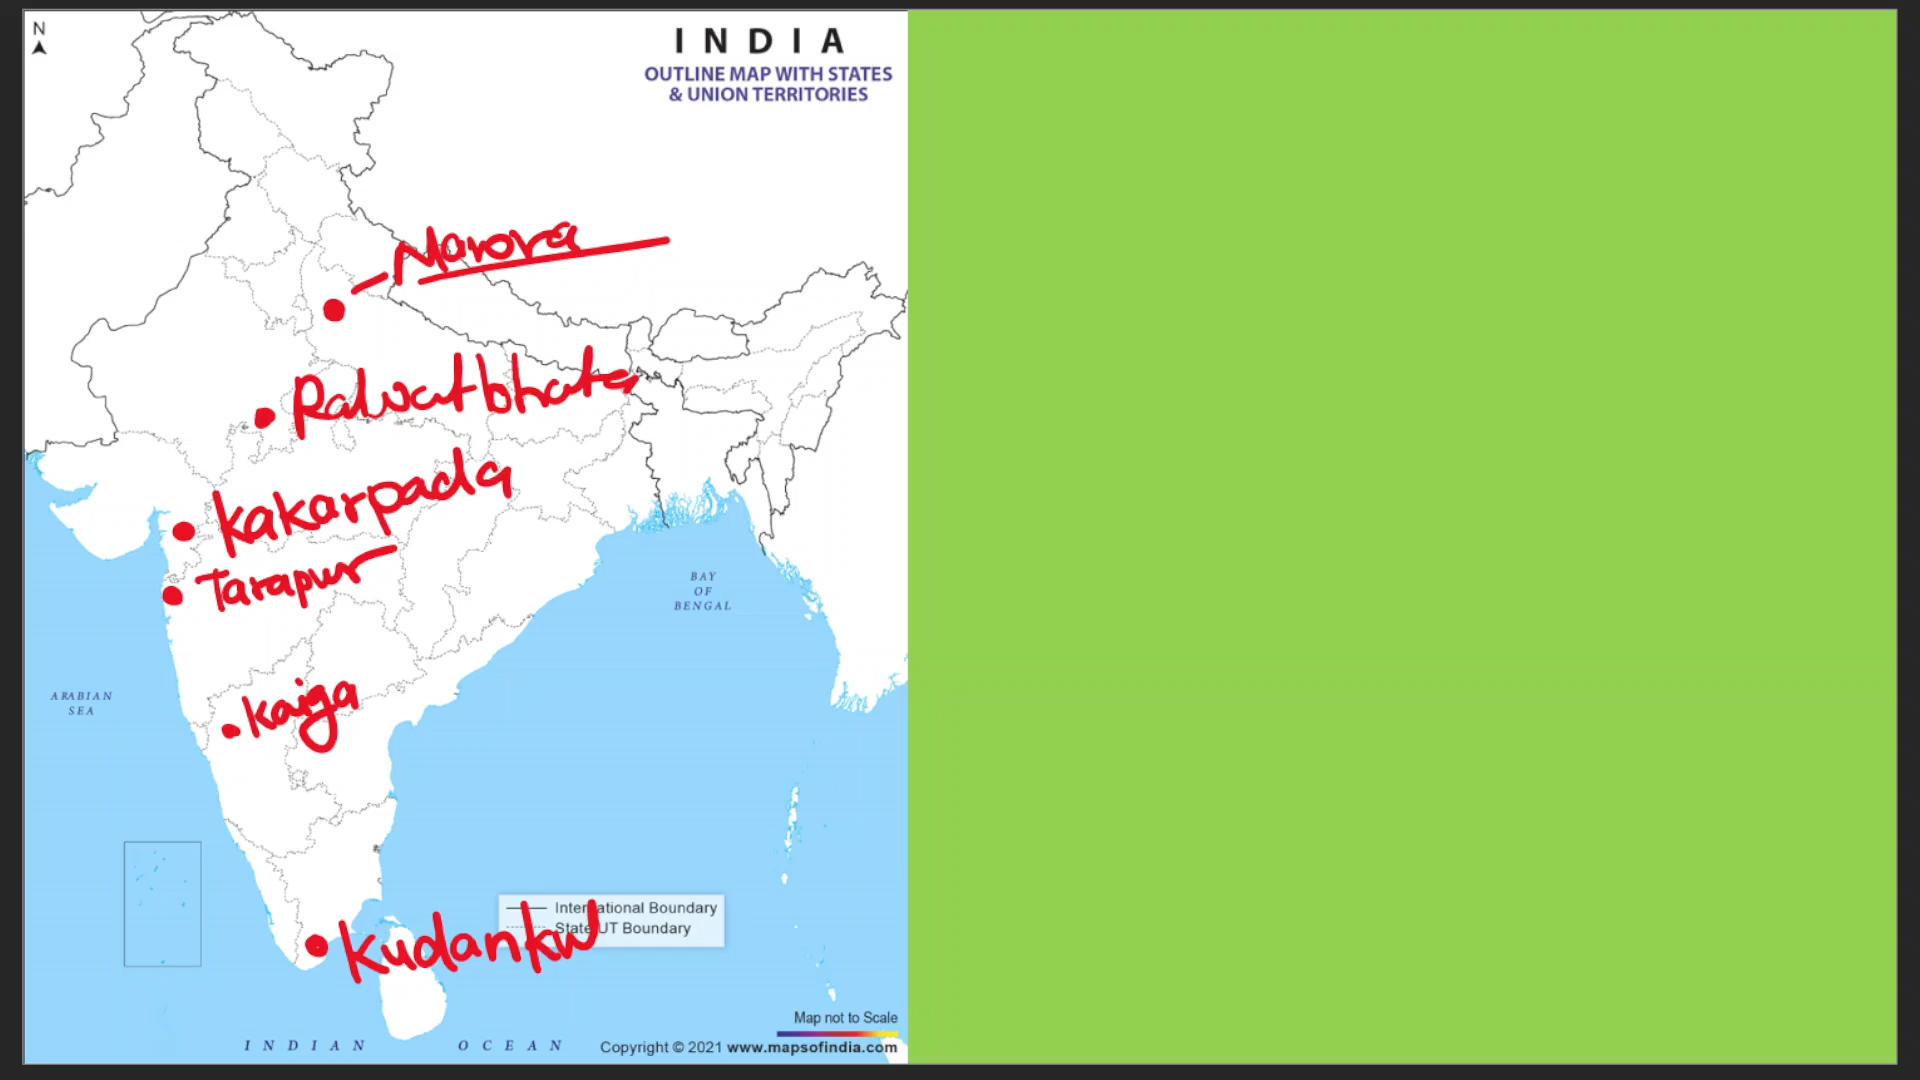 N
INDIA
OUTLINE MAP WITH STATES
& UNION TERRITORIES
Narora
Rawatbhata
Kakarpada
Tarapur
BAY
OF
BENGAL
Kaiga
ARABIAN
SEA
International Boundary
State/UT Boundary
Kudankul
Map not to Scale
INDIAN OCEAN
Copyright © 2021 www.mapsofindia.com